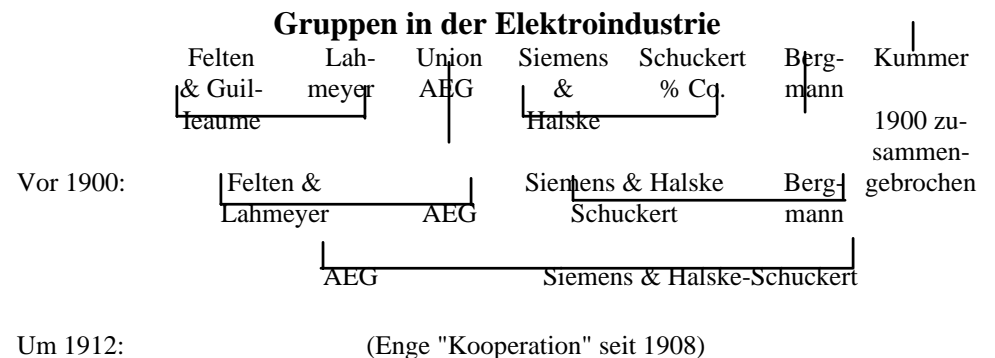 Gruppen in der Elektroindustrie
Felten Lah- Union Siemens Schuckert Berg- Kummer
& Guil- meyer AEG & % Co. mann
leaume Halske 1900 zu-
sammen-
Vor 1900: Felten & Siemens & Halske Berg- gebrochen
Lahmeyer AEG Schuckert mann
AEG Siemens & Halske-Schuckert
Um 1912: (Enge "Kooperation" seit 1908)